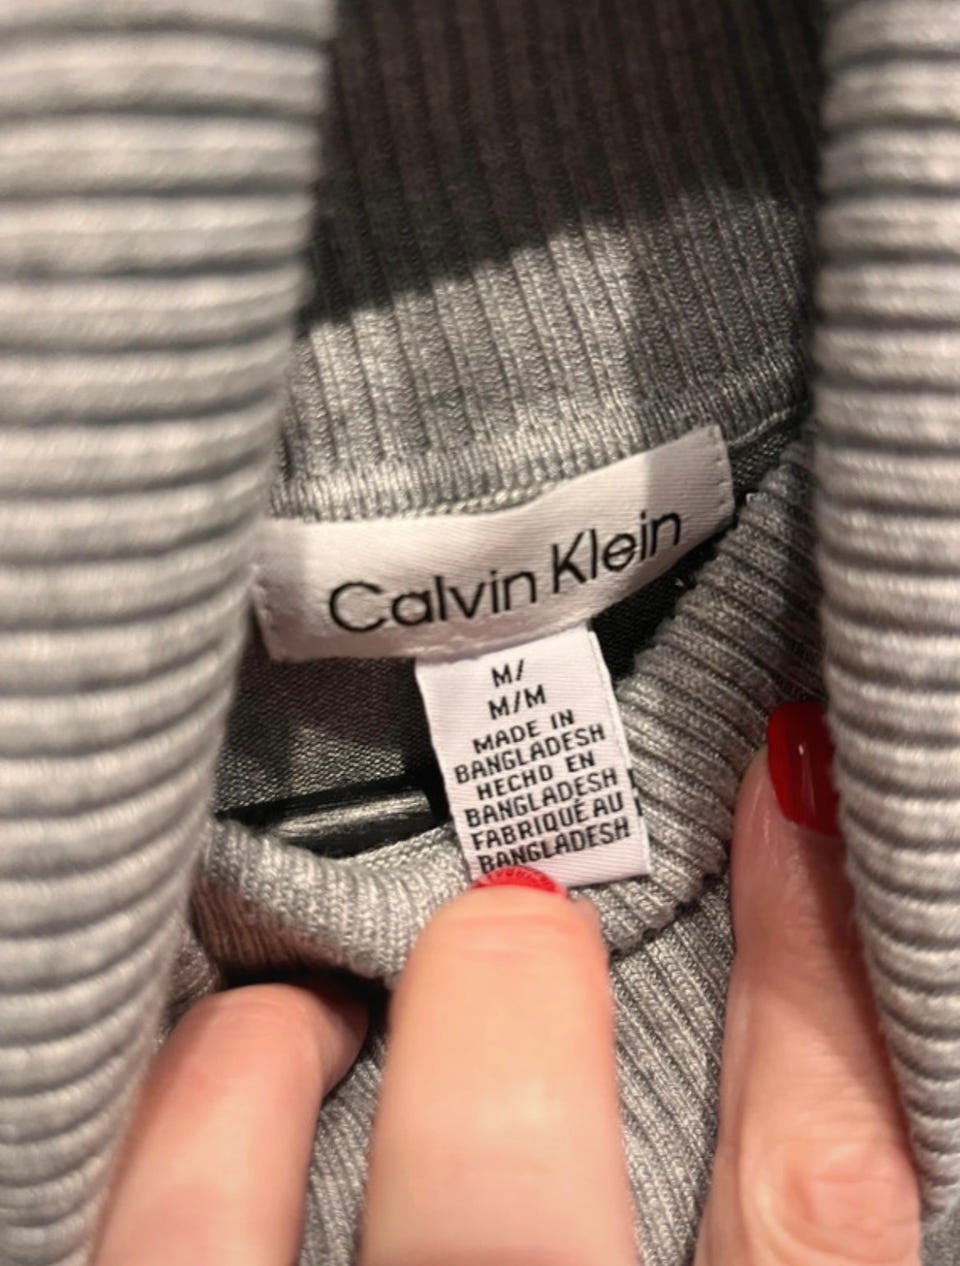 Calvin Klein
M/
M/M
MADE IN
BANGLADESH
HECHO EN
BANGLADESH
FABRIQUÉ AU
BANGLADESH